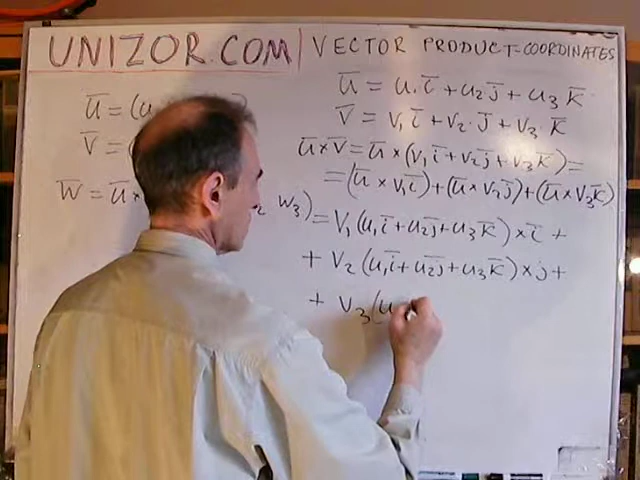 UNIZOR.COM | VECTOR PRODUCT-COORDINATES
u̅ = (u
v̅ = (
w̅ = u̅×
w₃)
u̅ = u₁i̅ + u₂j̅ + u₃k̅
v̅ = v₁i̅ + v₂·j̅ + v₃k̅
u̅×v̅ = u̅×(v₁i̅ + v₂j̅ + v₃k̅) =
= (u̅×v₁i̅) + (u̅×v₂j̅) + (u̅×v₃k̅)
= v₁(u₁i̅ + u₂j̅ + u₃k̅)×i̅ +
+ v₂(u₁i̅ + u₂j̅ + u₃k̅)×j +
+ v₃(u